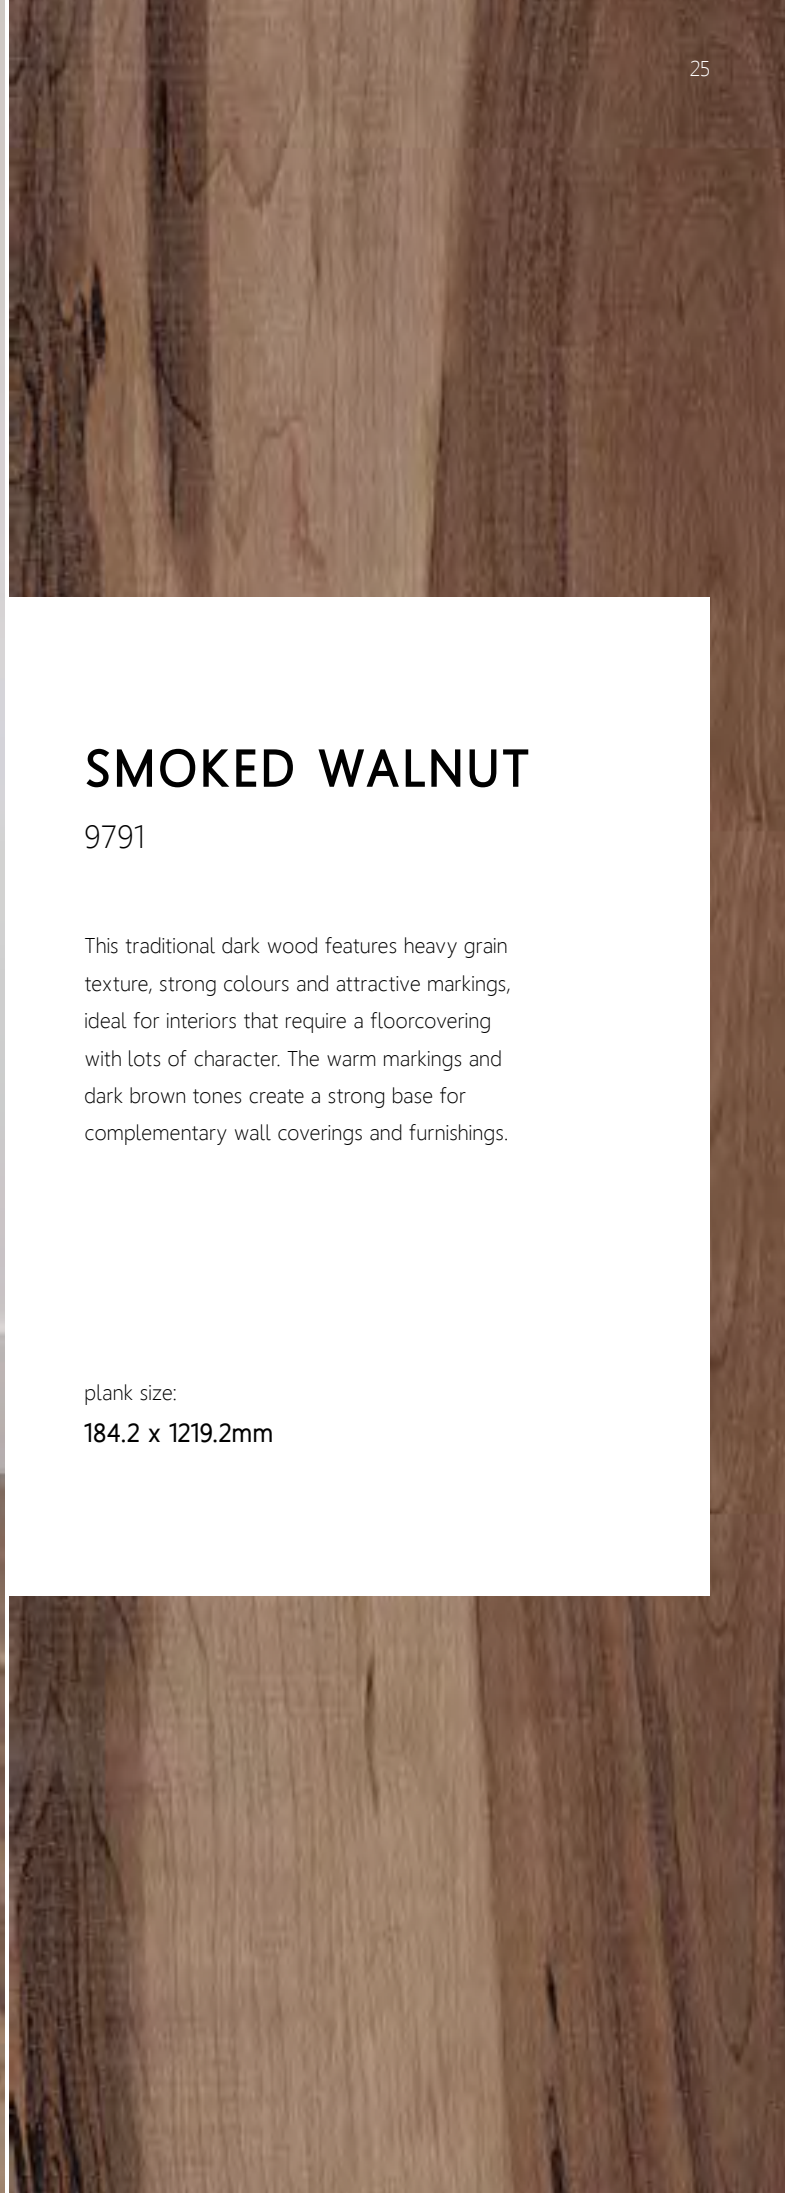 25
SMOKED WALNUT
9791
This traditional dark wood features heavy grain
texture, strong colours and attractive markings,
ideal for interiors that require a floorcovering
with lots of character. The warm markings and
dark brown tones create a strong base for
complementary wall coverings and furnishings.
plank size:
184.2 x 1219.2mm